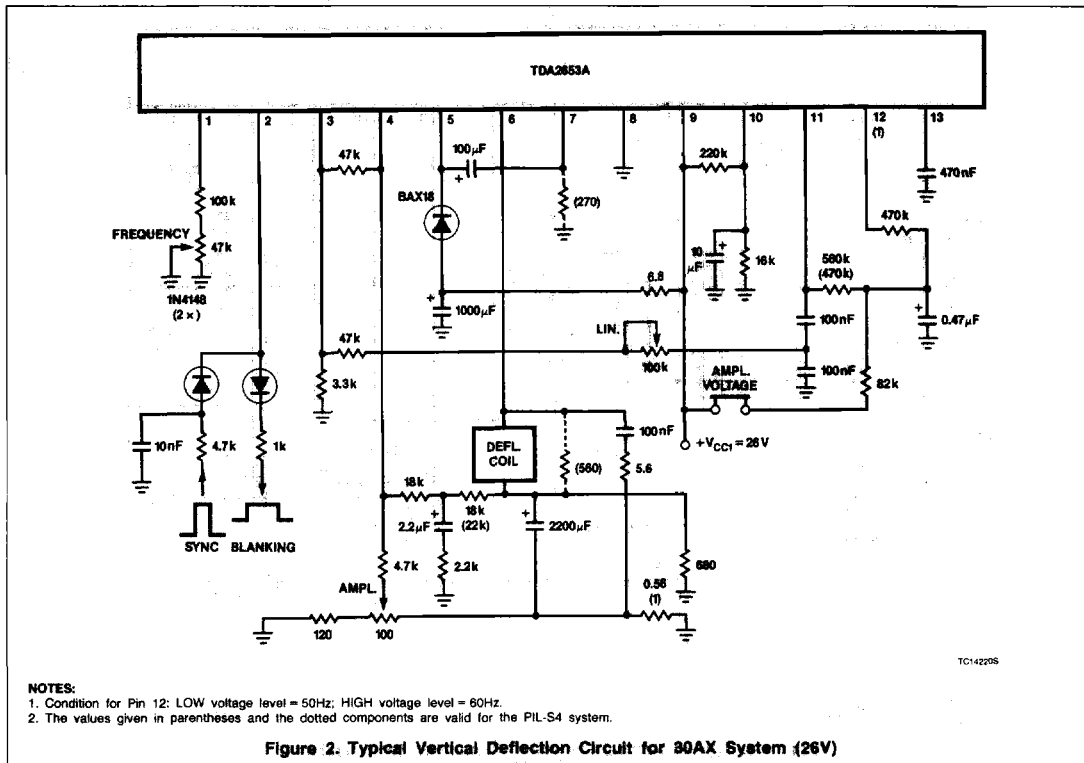 TDA2653A
1 2 3 4 5 6 7 8 9 10 11 12 13
(1)
47k
100µF
+
220k
470nF
BAX18
100k
(270)
470k
FREQUENCY
47k
10
µF
+
16k
560k
(470k)
6.8
1N4148
(2 ×)
+
1000µF
100nF
+
0.47µF
LIN.
47k
100k
100nF
3.3k
AMPL.
VOLTAGE
82k
10nF
4.7k
1k
100nF
+VCC1 = 26V
DEFL.
COIL
(560)
5.6
18k
18k
(22k)
+
2.2µF
+
2200µF
SYNC
BLANKING
4.7k
2.2k
680
AMPL.
0.56
(1)
120
100
TC14220S
NOTES:
1. Condition for Pin 12: LOW voltage level = 50Hz; HIGH voltage level = 60Hz.
2. The values given in parentheses and the dotted components are valid for the PIL-S4 system.
Figure 2. Typical Vertical Deflection Circuit for 30AX System (26V)